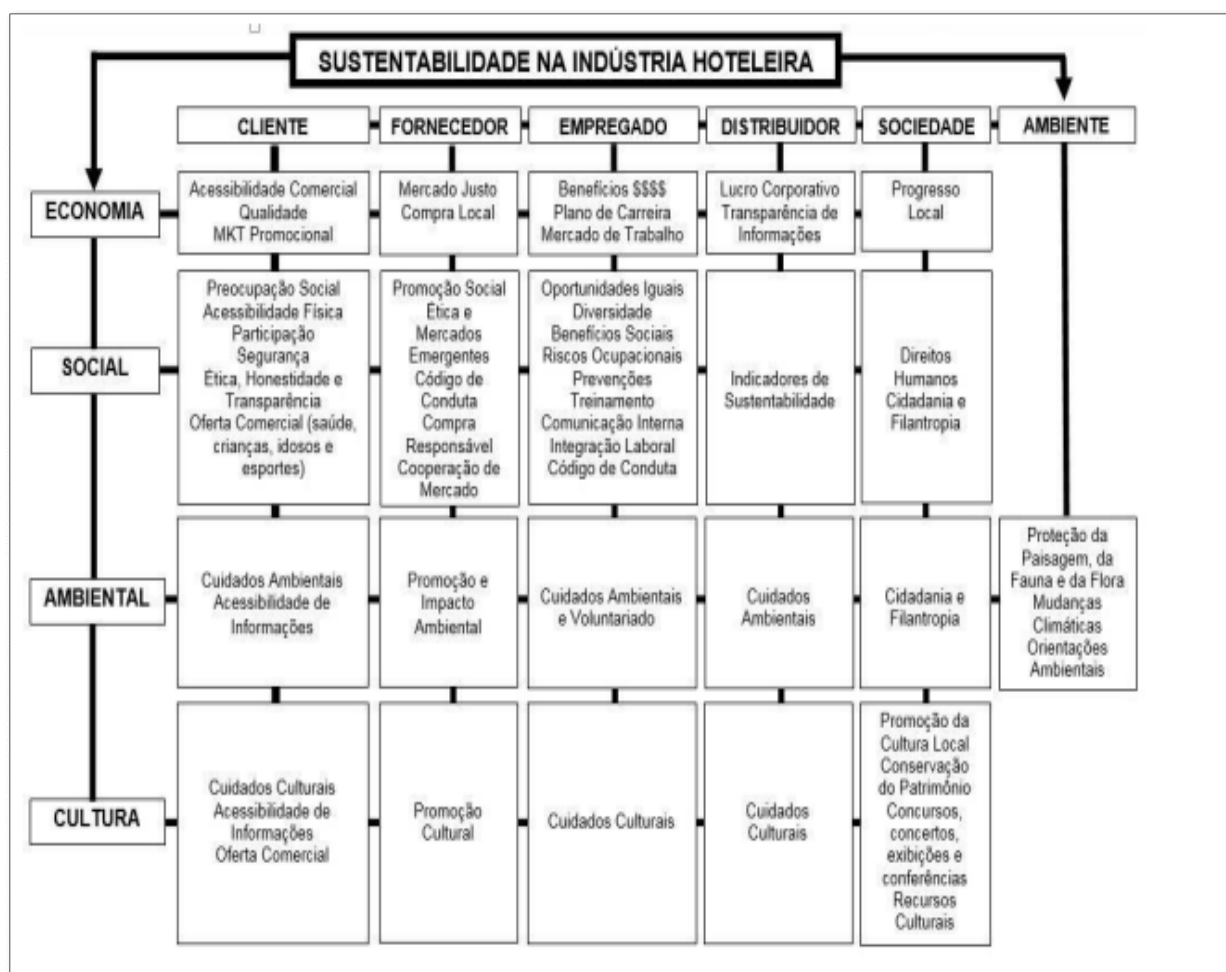 SUSTENTABILIDADE NA INDÚSTRIA HOTELEIRA
CLIENTE
FORNECEDOR
EMPREGADO
DISTRIBUIDOR
SOCIEDADE
AMBIENTE
ECONOMIA
Acessibilidade Comercial
Qualidade
MKT Promocional
Mercado Justo
Compra Local
Benefícios $$$$
Plano de Carreira
Mercado de Trabalho
Lucro Corporativo
Transparência de
Informações
Progresso
Local
SOCIAL
Preocupação Social
Acessibilidade Física
Participação
Segurança
Ética, Honestidade e
Transparência
Oferta Comercial (saúde,
crianças, idosos e
esportes)
Promoção Social
Ética e
Mercados
Emergentes
Código de
Conduta
Compra
Responsável
Cooperação de
Mercado
Oportunidades Iguais
Diversidade
Benefícios Sociais
Riscos Ocupacionais
Prevenções
Treinamento
Comunicação Interna
Integração Laboral
Código de Conduta
Indicadores de
Sustentabilidade
Direitos
Humanos
Cidadania e
Filantropia
AMBIENTAL
Cuidados Ambientais
Acessibilidade de
Informações
Promoção e
Impacto
Ambiental
Cuidados Ambientais
e Voluntariado
Cuidados
Ambientais
Cidadania e
Filantropia
Proteção da
Paisagem, da
Fauna e da Flora
Mudanças
Climáticas
Orientações
Ambientais
CULTURA
Cuidados Culturais
Acessibilidade de
Informações
Oferta Comercial
Promoção
Cultural
Cuidados Culturais
Cuidados
Culturais
Promoção da
Cultura Local
Conservação
do Patrimônio
Concursos,
concertos,
exibições e
conferências
Recursos
Culturais